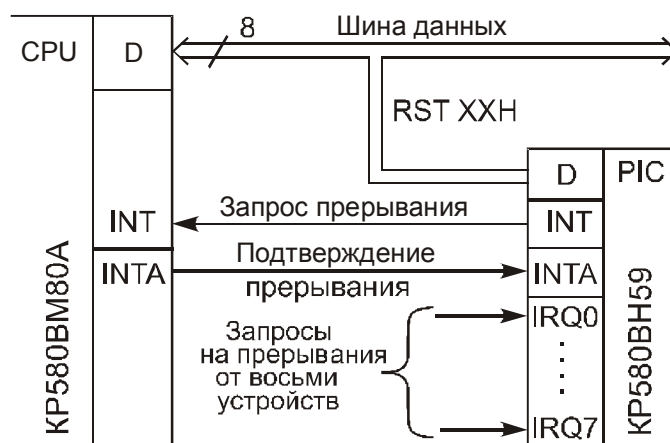 8
Шина данных
CPU
D
RST XXH
D
PIC
Запрос прерывания
INT
INT
Подтверждение
прерывания
INTA
INTA
Запросы
на прерывания
от восьми
устройств
IRQ0
IRQ7
КР580ВМ80А
КР580ВН59